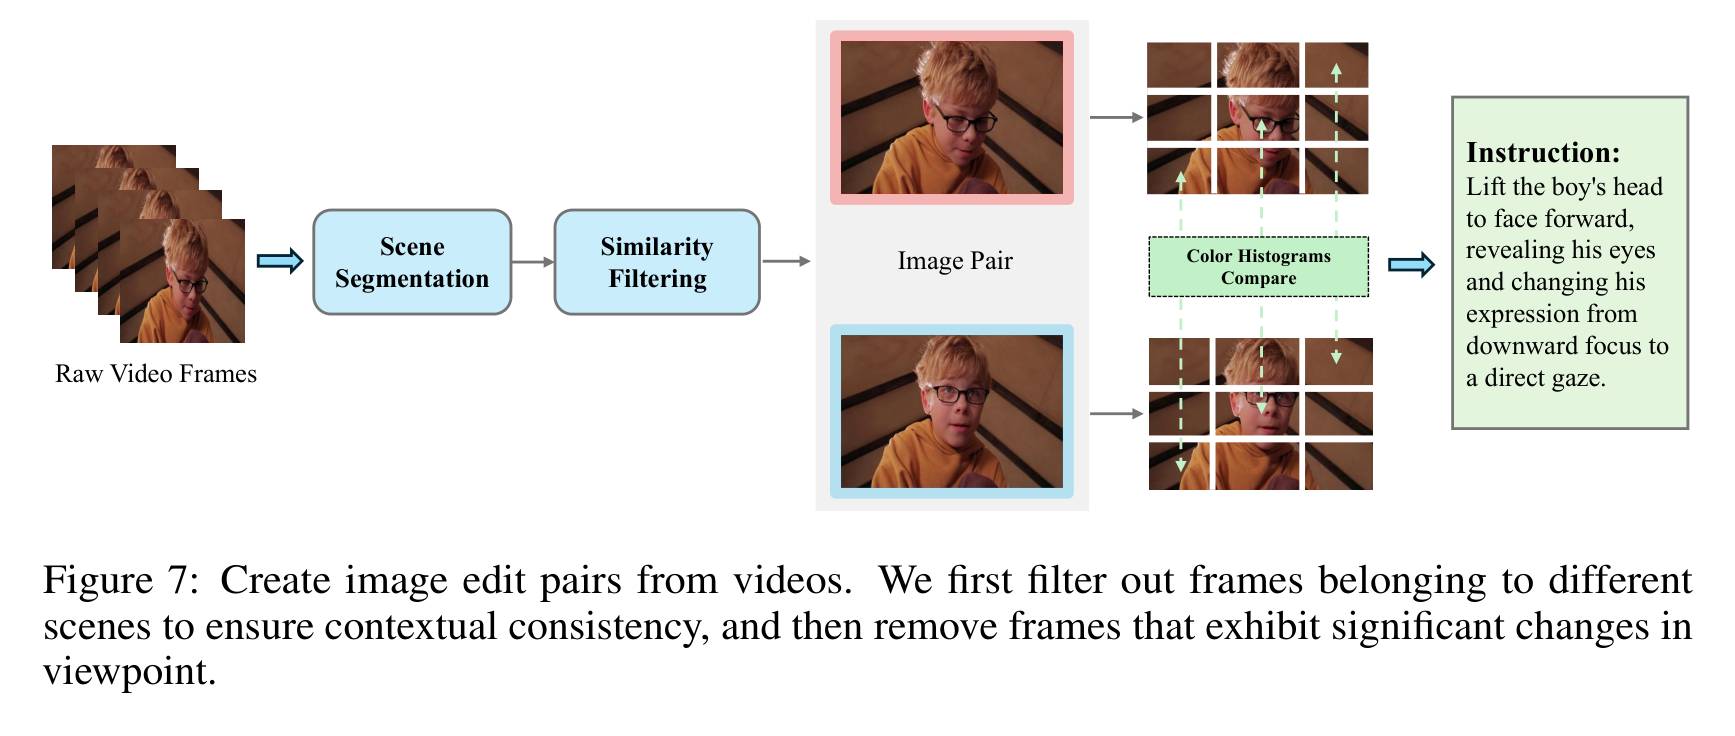 Raw Video Frames
Scene
Segmentation
Similarity
Filtering
Image Pair
Color Histograms
Compare
Instruction:
Lift the boy's head
to face forward,
revealing his eyes
and changing his
expression from
downward focus to
a direct gaze.
Figure 7: Create image edit pairs from videos. We first filter out frames belonging to different
scenes to ensure contextual consistency, and then remove frames that exhibit significant changes in
viewpoint.